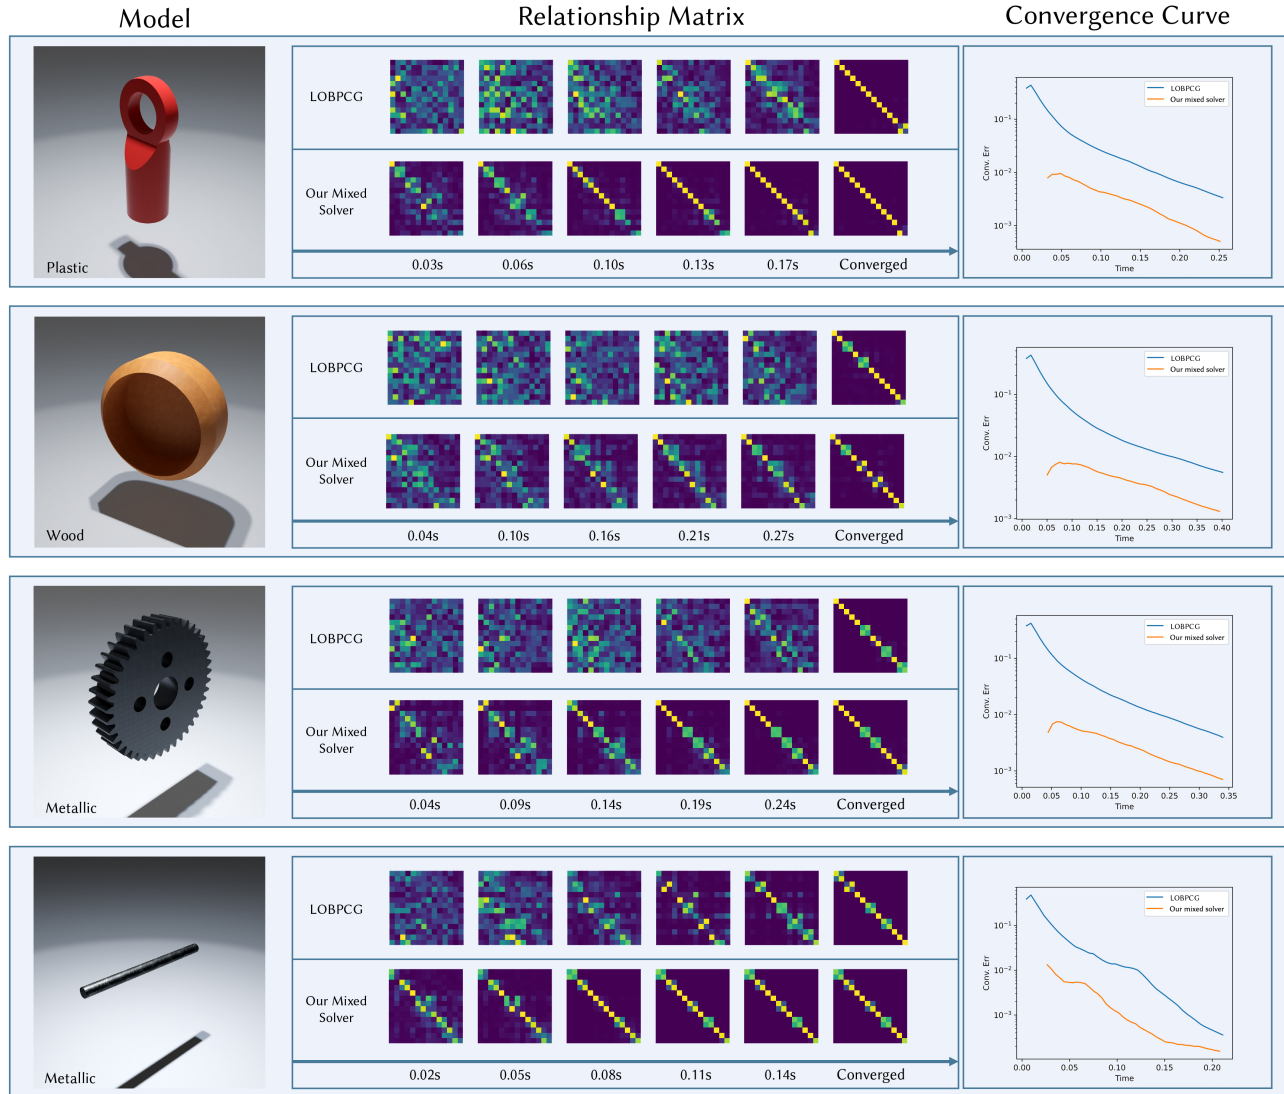 Model
Relationship Matrix
Convergence Curve
Plastic
LOBPCG
Our Mixed
Solver
0.03s 0.06s 0.10s 0.13s 0.17s Converged
LOBPCG
Our mixed solver
Conv. Err
10⁻¹
10⁻²
10⁻³
0.00 0.05 0.10 0.15 0.20 0.25
Time
Wood
LOBPCG
Our Mixed
Solver
0.04s 0.10s 0.16s 0.21s 0.27s Converged
LOBPCG
Our mixed solver
Conv. Err
10⁻¹
10⁻²
10⁻³
0.00 0.05 0.10 0.15 0.20 0.25 0.30 0.35 0.40
Time
Metallic
LOBPCG
Our Mixed
Solver
0.04s 0.09s 0.14s 0.19s 0.24s Converged
LOBPCG
Our mixed solver
Conv. Err
10⁻¹
10⁻²
10⁻³
0.00 0.05 0.10 0.15 0.20 0.25 0.30 0.35
Time
Metallic
LOBPCG
Our Mixed
Solver
0.02s 0.05s 0.08s 0.11s 0.14s Converged
LOBPCG
Our mixed solver
Conv. Err
10⁻¹
10⁻²
10⁻³
0.00 0.05 0.10 0.15 0.20
Time